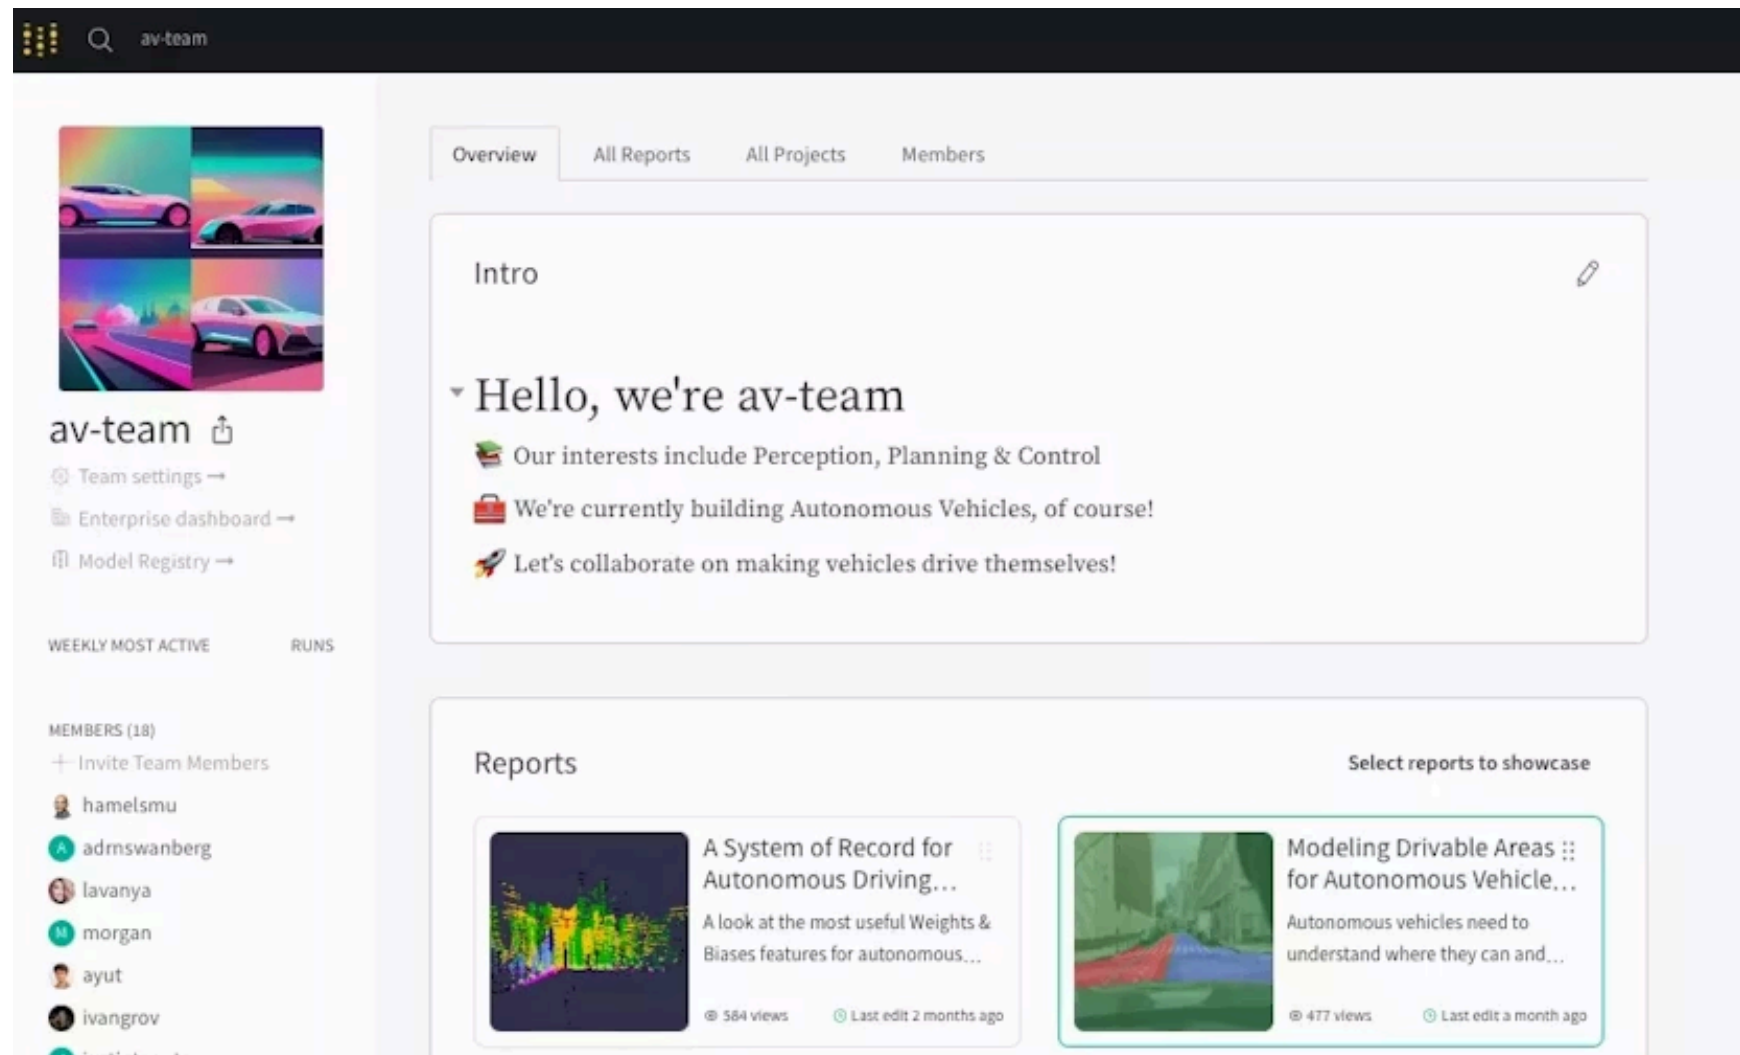 av-team
av-team
Team settings →
Enterprise dashboard →
Model Registry →
WEEKLY MOST ACTIVE RUNS
MEMBERS (18)
+ Invite Team Members
hamelsmu
A adrnswanberg
lavanya
M morgan
ayut
ivangrov
Overview All Reports All Projects Members
Intro
Hello, we're av-team
Our interests include Perception, Planning & Control
We're currently building Autonomous Vehicles, of course!
Let's collaborate on making vehicles drive themselves!
Reports
Select reports to showcase
A System of Record for
Autonomous Driving...
A look at the most useful Weights &
Biases features for autonomous...
584 views Last edit 2 months ago
Modeling Drivable Areas
for Autonomous Vehicle...
Autonomous vehicles need to
understand where they can and...
477 views Last edit a month ago